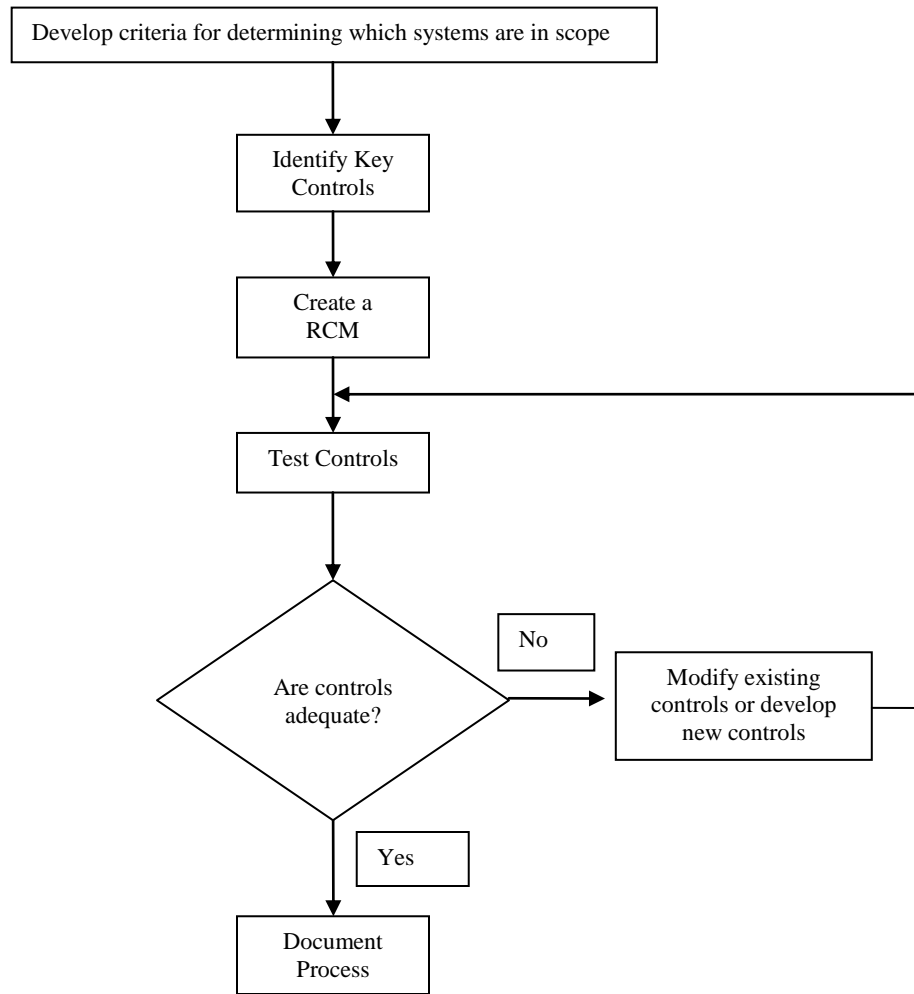 Develop criteria for determining which systems are in scope
Identify Key
Controls
Create a
RCM
Test Controls
Are controls
adequate?
No
Modify existing
controls or develop
new controls
Yes
Document
Process